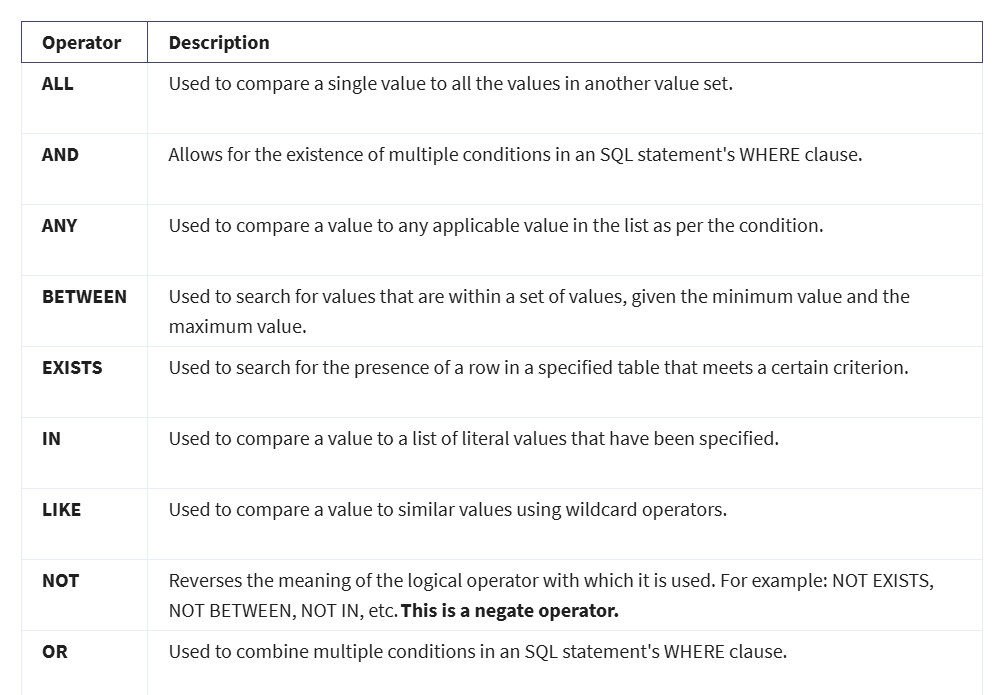 Operator Description
ALL Used to compare a single value to all the values in another value set.
AND Allows for the existence of multiple conditions in an SQL statement's WHERE clause.
ANY Used to compare a value to any applicable value in the list as per the condition.
BETWEEN Used to search for values that are within a set of values, given the minimum value and the
maximum value.
EXISTS Used to search for the presence of a row in a specified table that meets a certain criterion.
IN Used to compare a value to a list of literal values that have been specified.
LIKE Used to compare a value to similar values using wildcard operators.
NOT Reverses the meaning of the logical operator with which it is used. For example: NOT EXISTS,
NOT BETWEEN, NOT IN, etc. This is a negate operator.
OR Used to combine multiple conditions in an SQL statement's WHERE clause.